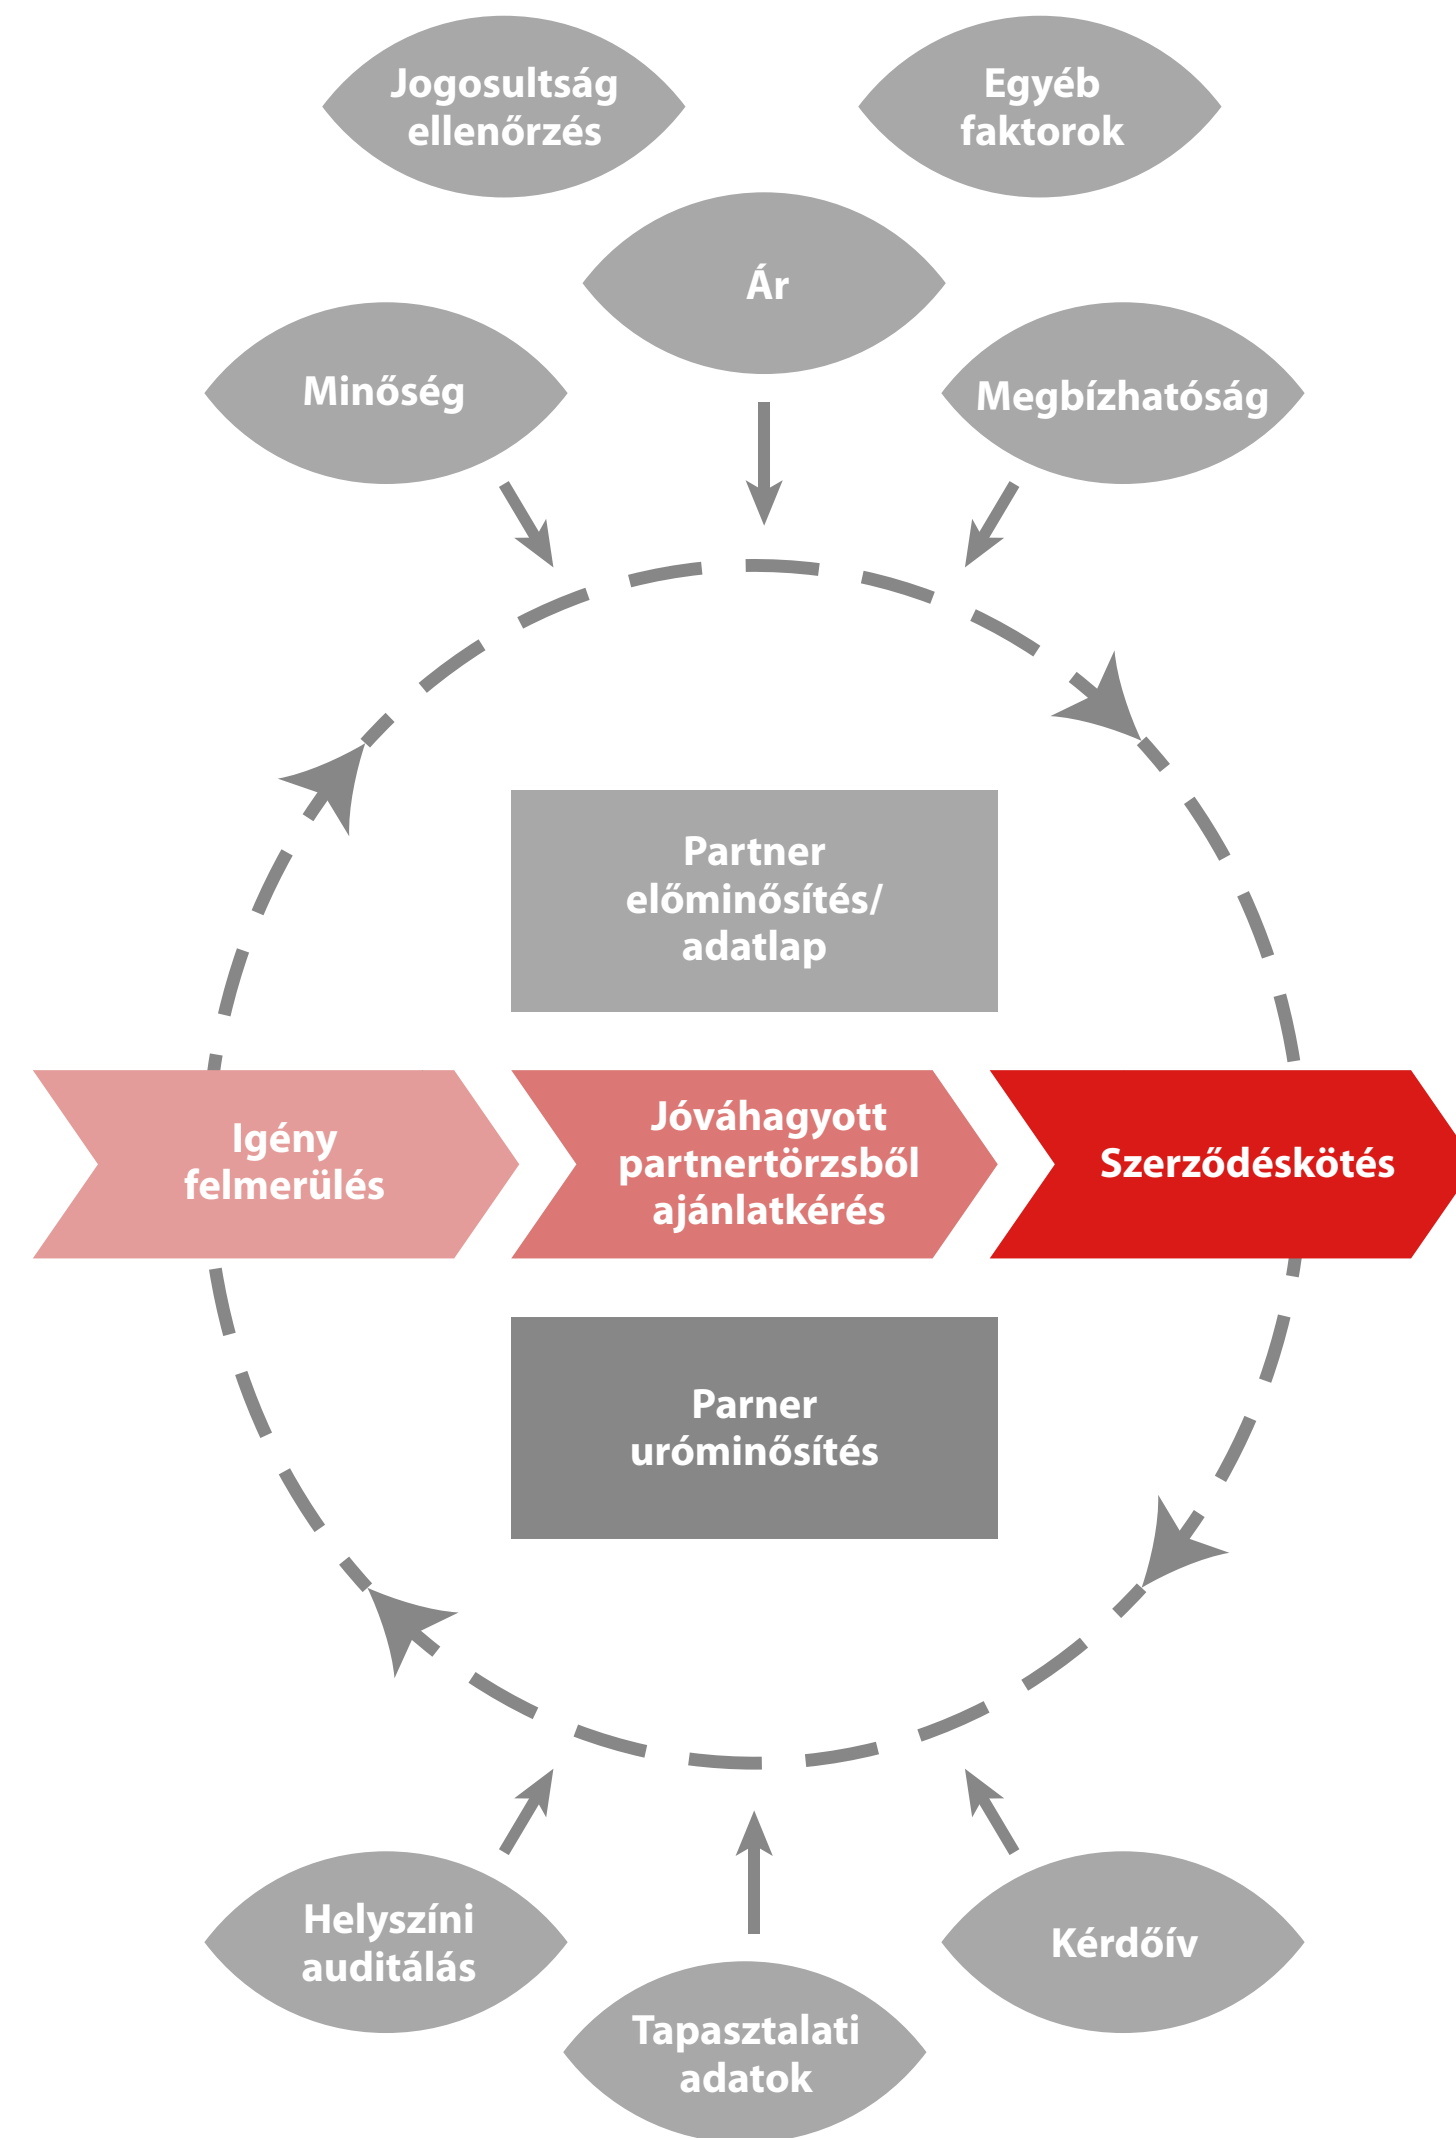 Jogosultság
ellenőrzés
Egyéb
faktorok
Ár
Minőség
Megbízhatóság
Partner
előminősítés/
adatlap
Igény
felmerülés
Jóváhagyott
partnertörzsből
ajánlatkérés
Szerződéskötés
Parner
uróminősítés
Helyszíni
auditálás
Kérdőív
Tapasztalati
adatok